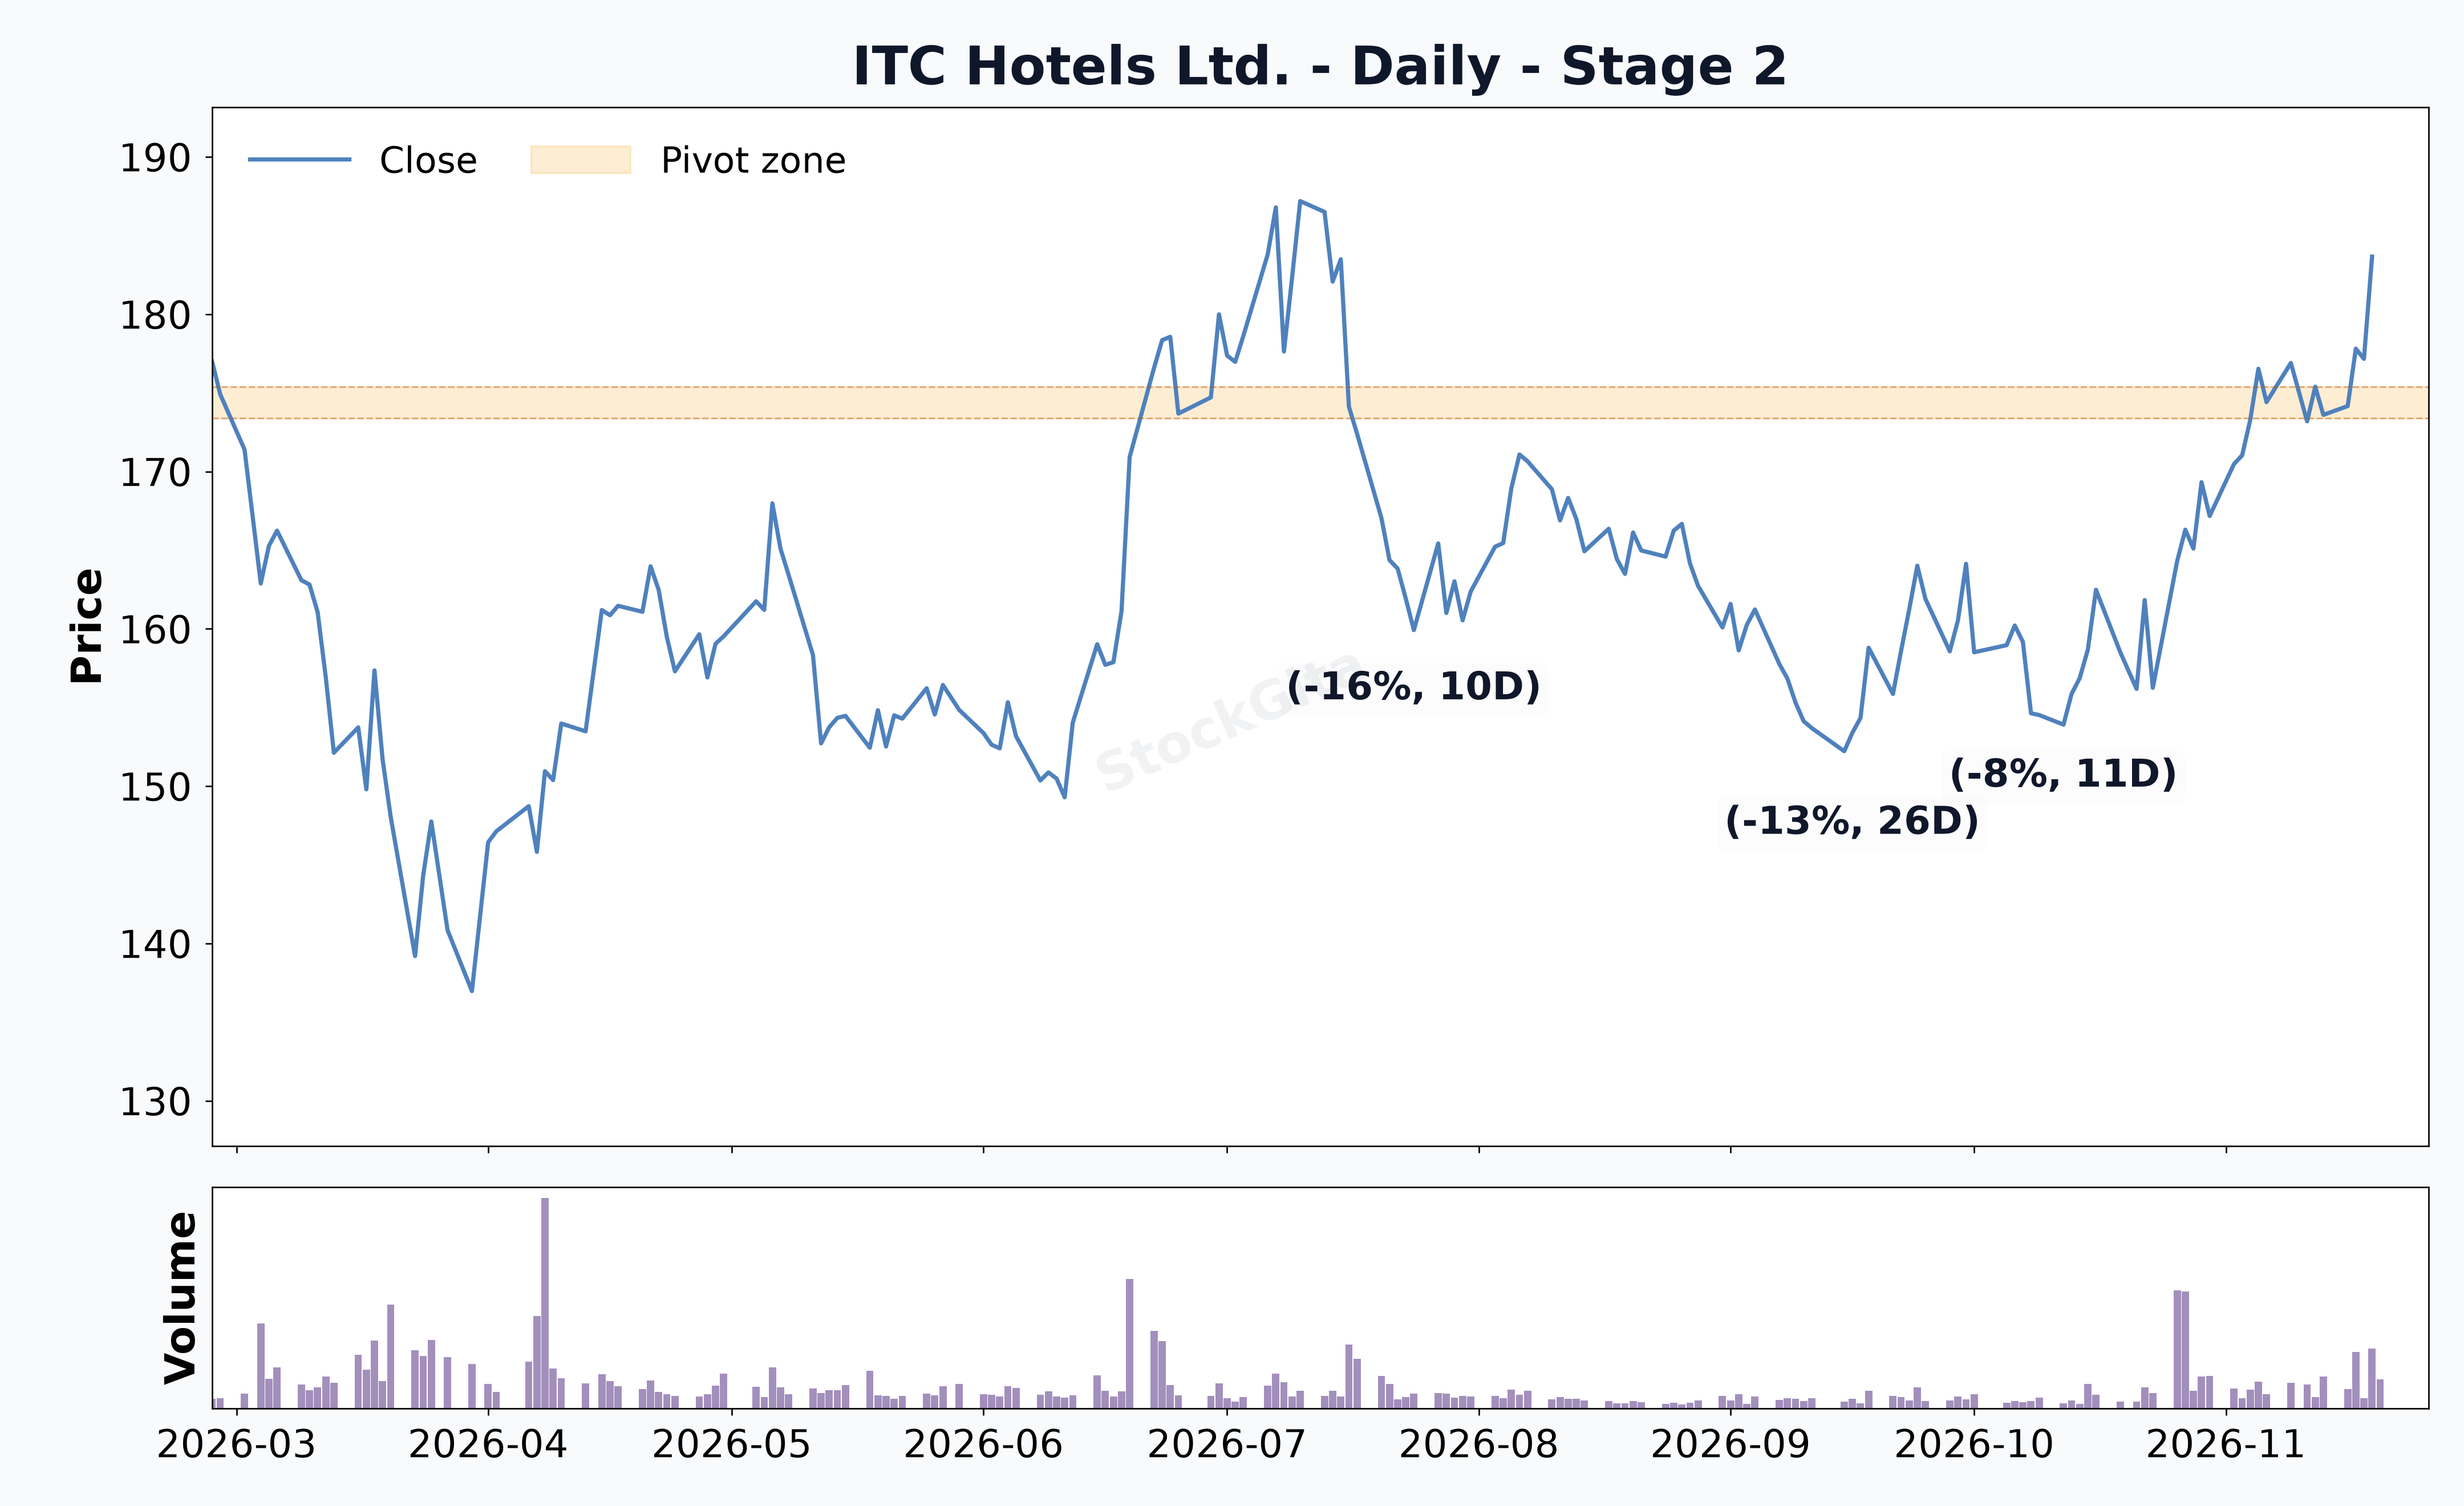 ITC Hotels Ltd. - Daily - Stage 2
Close
Pivot zone
190
180
170
160
150
140
130
Price
StockGita
(-16%, 10D)
(-8%, 11D)
(-13%, 26D)
Volume
2026-03
2026-04
2026-05
2026-06
2026-07
2026-08
2026-09
2026-10
2026-11